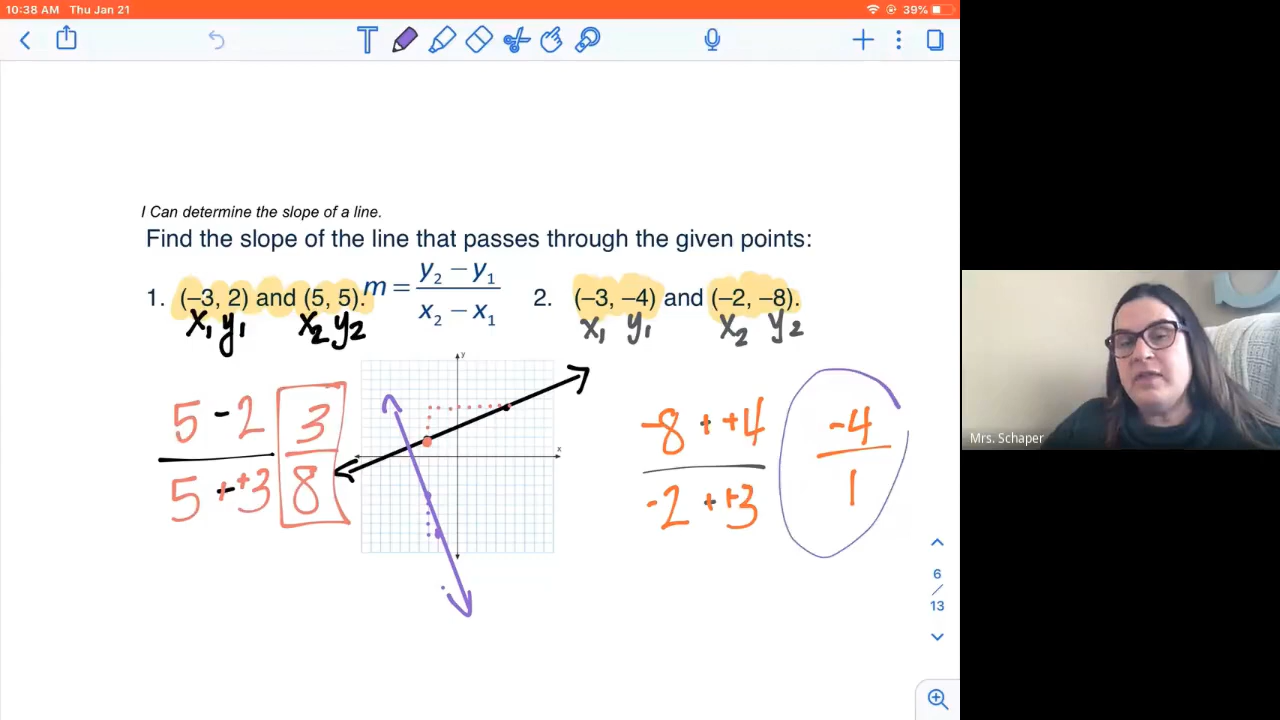 10:38 AM Thu Jan 21 39%
T
I Can determine the slope of a line.
Find the slope of the line that passes through the given points:
1. (–3, 2) and (5, 5). m = y₂ – y₁ / x₂ – x₁
2. (–3, –4) and (–2, –8).
x₁ y₁ x₂ y₂
x₁ y₁ x₂ y₂
5 - 2
5 + +3
3
8
y
x
-8 + +4
-2 + +3
-4
1
Mrs. Schaper
6
/
13